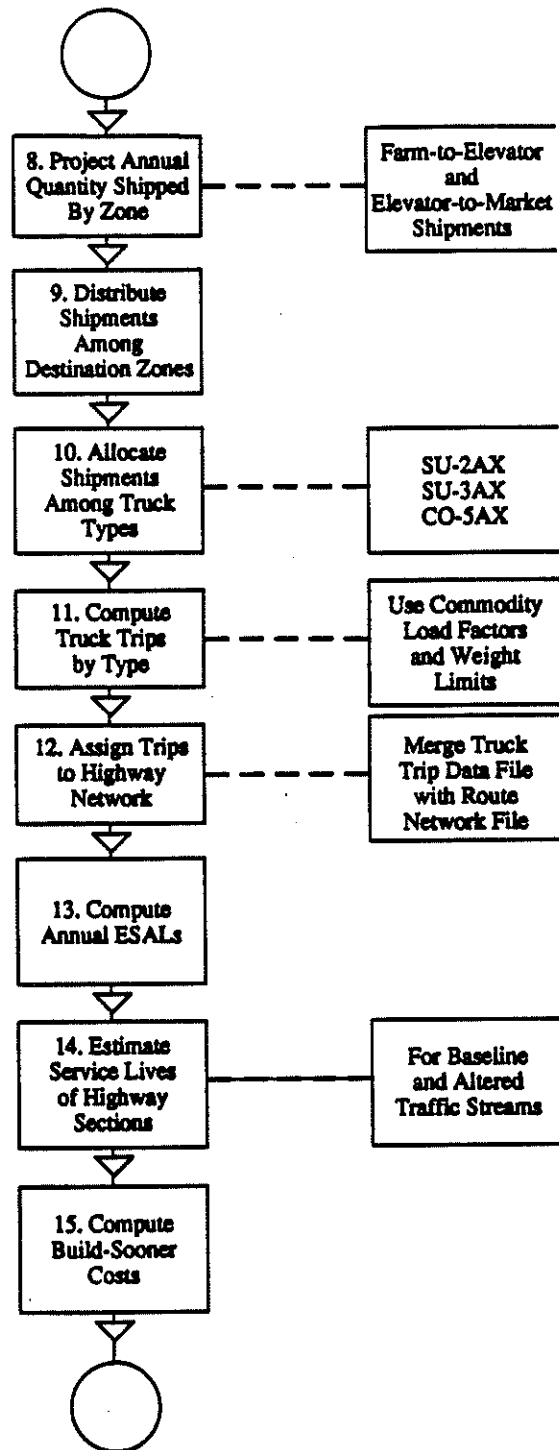 8. Project Annual
Quantity Shipped
By Zone
Farm-to-Elevator
and
Elevator-to-Market
Shipments
9. Distribute
Shipments
Among
Destination Zones
10. Allocate
Shipments
Among Truck
Types
SU-2AX
SU-3AX
CO-5AX
11. Compute
Truck Trips
by Type
Use Commodity
Load Factors
and Weight
Limits
12. Assign Trips
to Highway
Network
Merge Truck
Trip Data File
with Route
Network File
13. Compute
Annual ESALs
14. Estimate
Service Lives
of Highway
Sections
For Baseline
and Altered
Traffic Streams
15. Compute
Build-Sooner
Costs